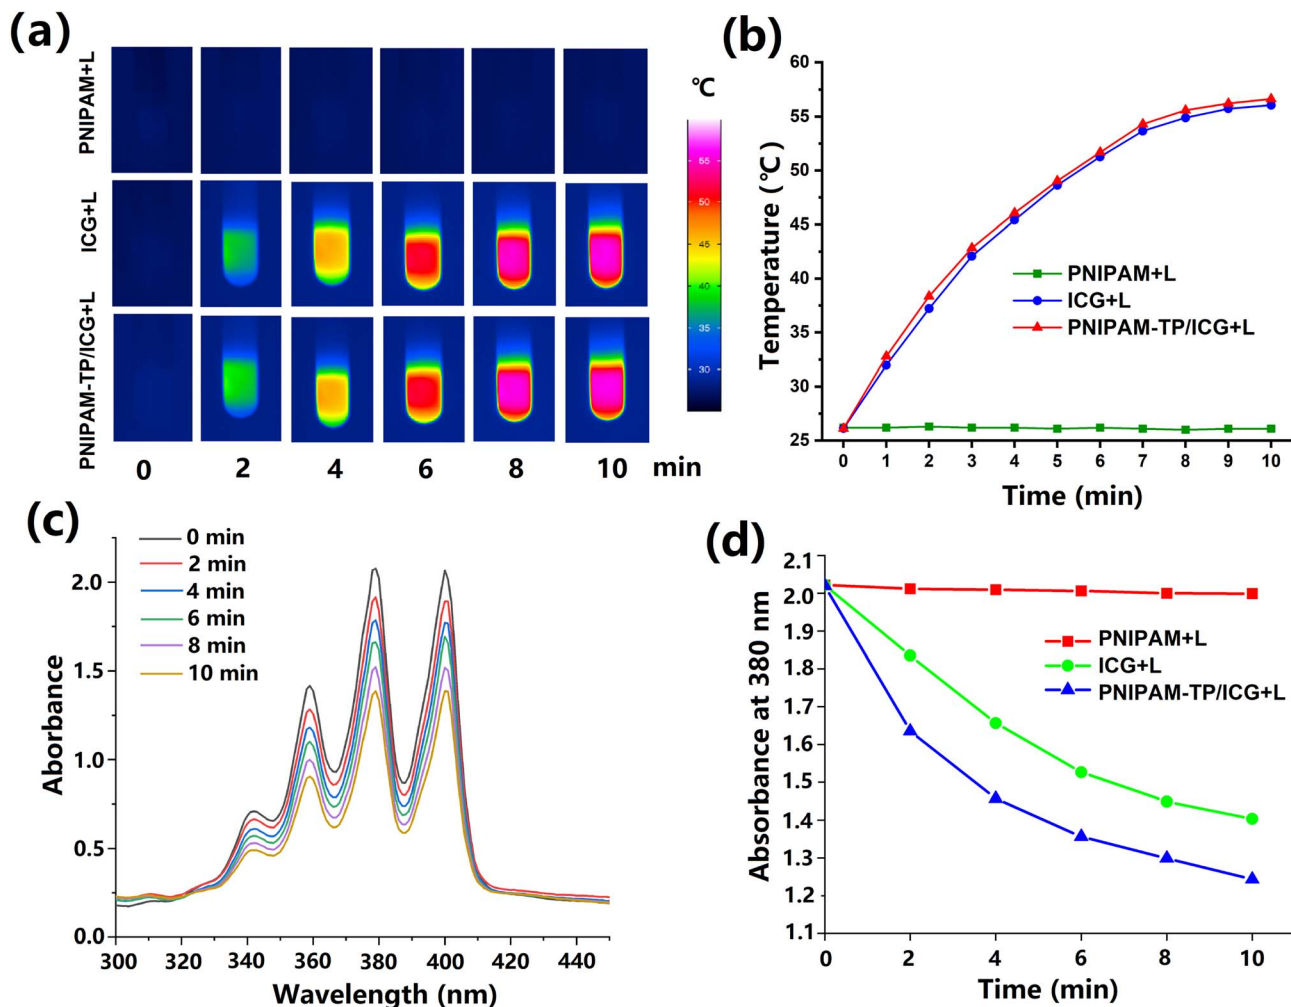 (a)
PNIPAM+L
ICG+L
PNIPAM-TP/ICG+L
°C
55
50
45
40
35
30
0 2 4 6 8 10 min
(b)
Temperature (°C)
60
55
50
45
40
35
30
25
PNIPAM+L
ICG+L
PNIPAM-TP/ICG+L
0 1 2 3 4 5 6 7 8 9 10
Time (min)
(c)
Aborbance
0 min
2 min
4 min
6 min
8 min
10 min
2.0
1.5
1.0
0.5
0.0
300 320 340 360 380 400 420 440
Wavelength (nm)
(d)
Absorbance at 380 nm
2.1
2.0
1.9
1.8
1.7
1.6
1.5
1.4
1.3
1.2
1.1
PNIPAM+L
ICG+L
PNIPAM-TP/ICG+L
0 2 4 6 8 10
Time (min)